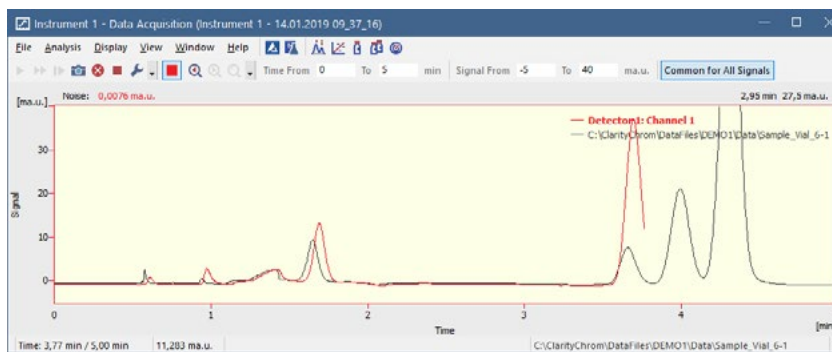 Instrument 1 - Data Acquisition (Instrument 1 - 14.01.2019 09_37_16)
File Analysis Display View Window Help
Time From 0 To 5 min Signal From -5 To 40 ma.u. Common for All Signals
[ma.u.] Noise: 0,0076 ma.u. 2,95 min 27,5 ma.u.
Detector1: Channel 1
C:\ClarityChrom\DataFiles\DEMO1\Data\Sample_Vial_6-1
30
20
10
0
Signal
0 1 2 3 4
Time
[min
Time: 3,77 min / 5,00 min 11,283 ma.u. C:\ClarityChrom\DataFiles\DEMO1\Data\Sample_Vial_6-1